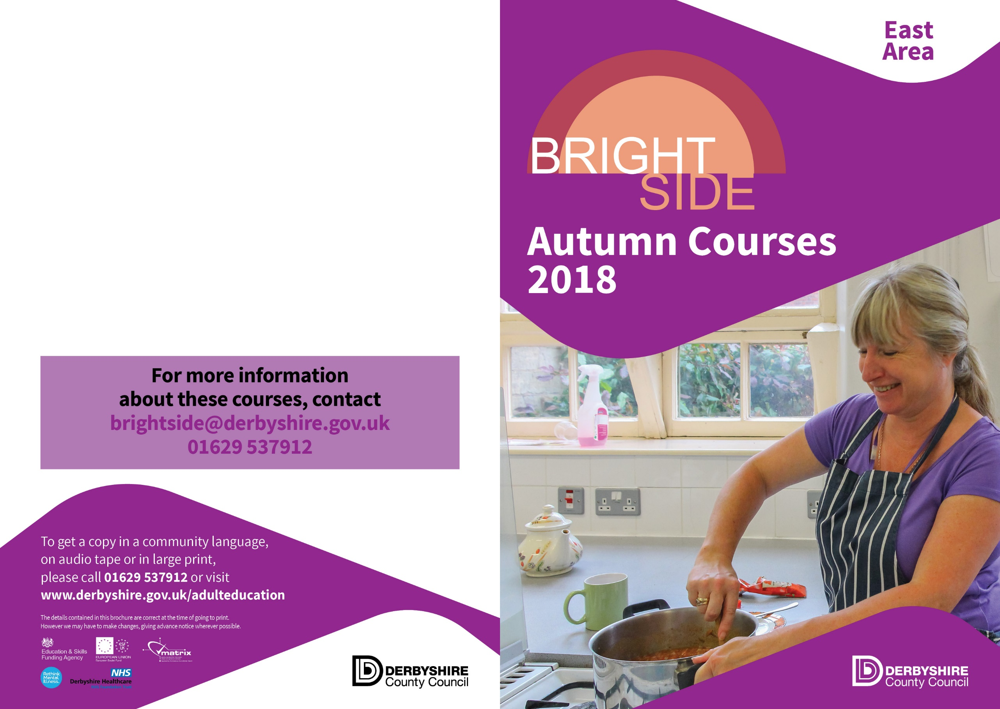 For more information
about these courses, contact
brightside@derbyshire.gov.uk
01629 537912
To get a copy in a community language,
on audio tape or in large print,
please call 01629 537912 or visit
www.derbyshire.gov.uk/adulteducation
The details contained in this brochure are correct at the time of going to print.
However we may have to make changes, giving advance notice wherever possible.
Education & Skills
Funding Agency
ESF
UK
EUROPEAN UNION
European Social Fund
matrix
Rethink
Mental
Illness.
NHS
Derbyshire Healthcare
NHS Foundation Trust
DERBYSHIRE
County Council
East
Area
BRIGHT
SIDE
Autumn Courses
2018
DERBYSHIRE
County Council